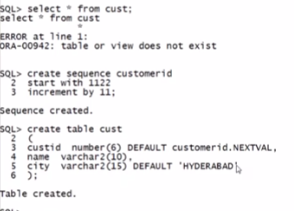 SQL> select * from cust;
select * from cust
*
ERROR at line 1:
ORA-00942: table or view does not exist
SQL> create sequence customerid
2 start with 1122
3 increment by 11;
Sequence created.
SQL> create table cust
2 (
3 custid number(6) DEFAULT customerid.NEXTVAL,
4 name varchar2(10),
5 city varchar2(15) DEFAULT 'HYDERABAD'
6 );
Table created.
SQL>